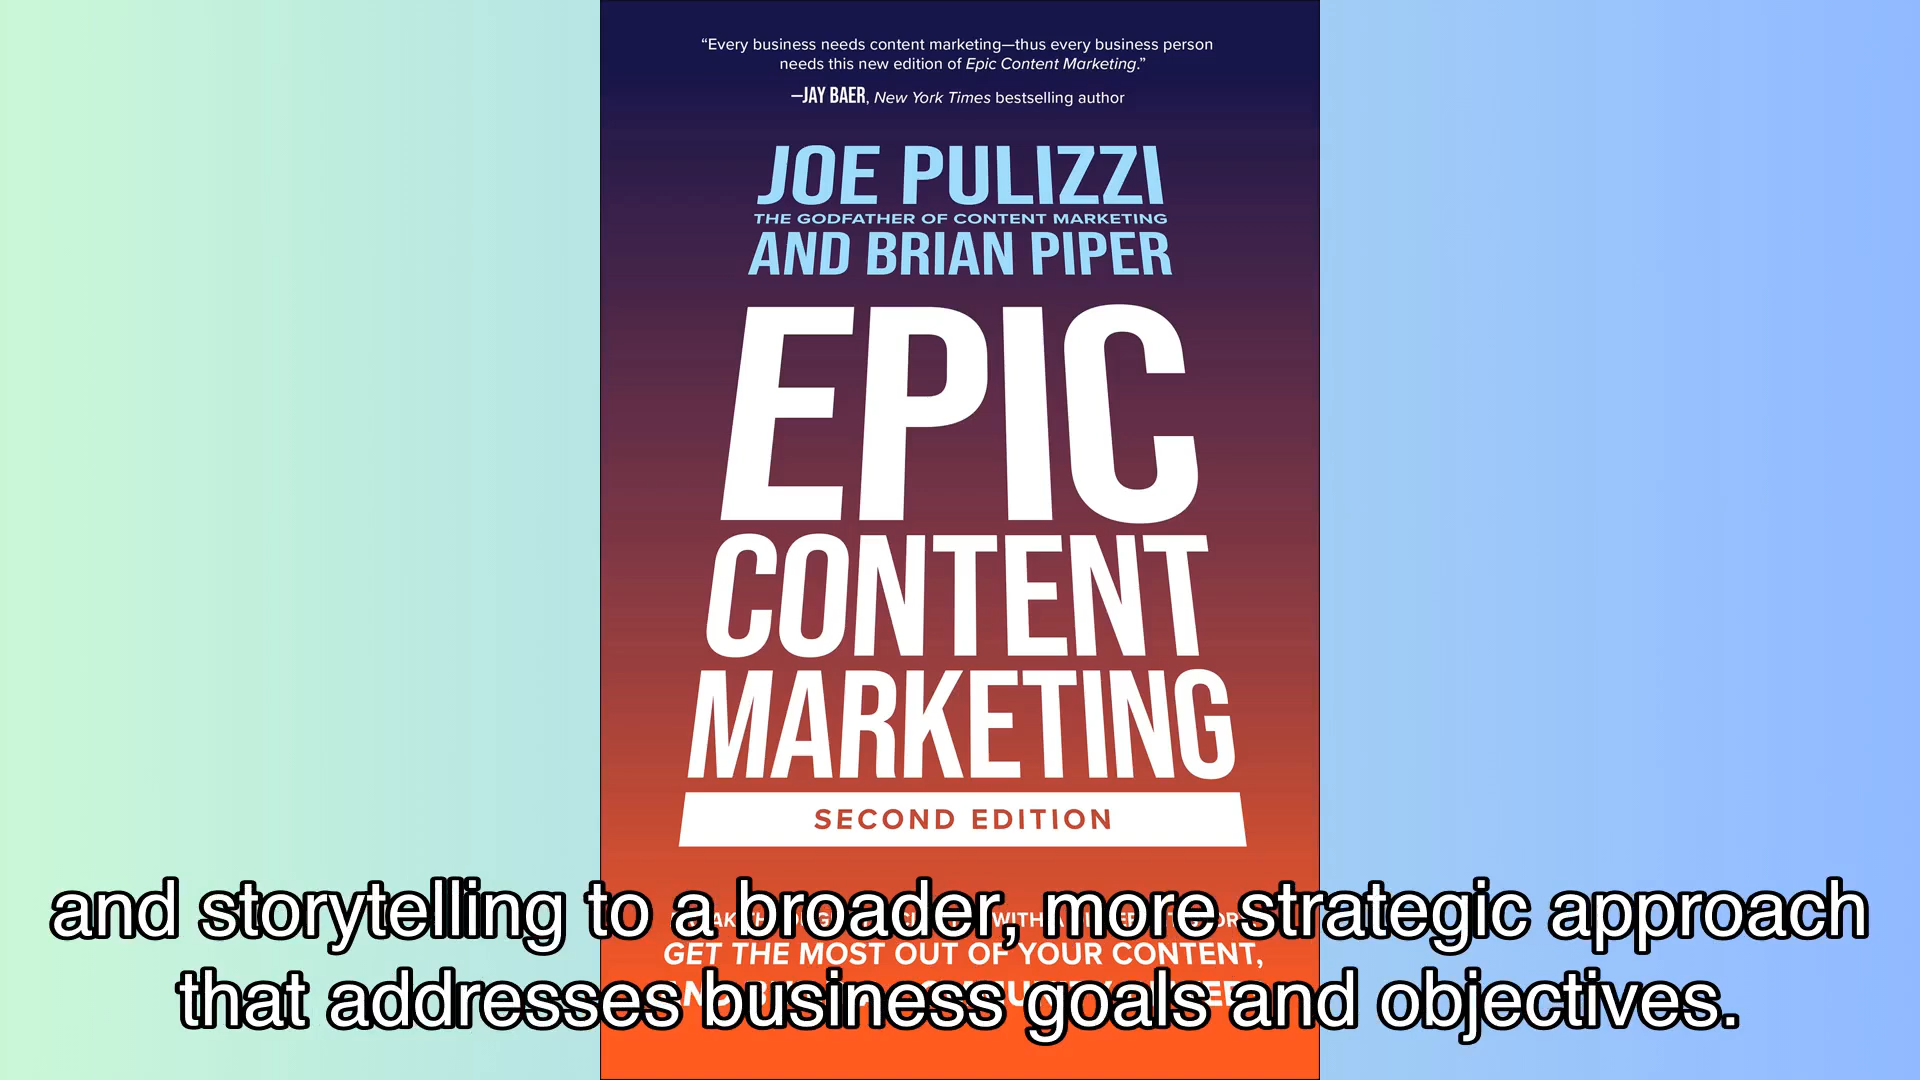 “Every business needs content marketing—thus every business person
needs this new edition of Epic Content Marketing.”
—JAY BAER, New York Times bestselling author
JOE PULIZZI
THE GODFATHER OF CONTENT MARKETING
AND BRIAN PIPER
EPIC
CONTENT
MARKETING
SECOND EDITION
GET THE MOST OUT OF YOUR CONTENT,
and storytelling to a broader, more strategic approach
that addresses business goals and objectives.